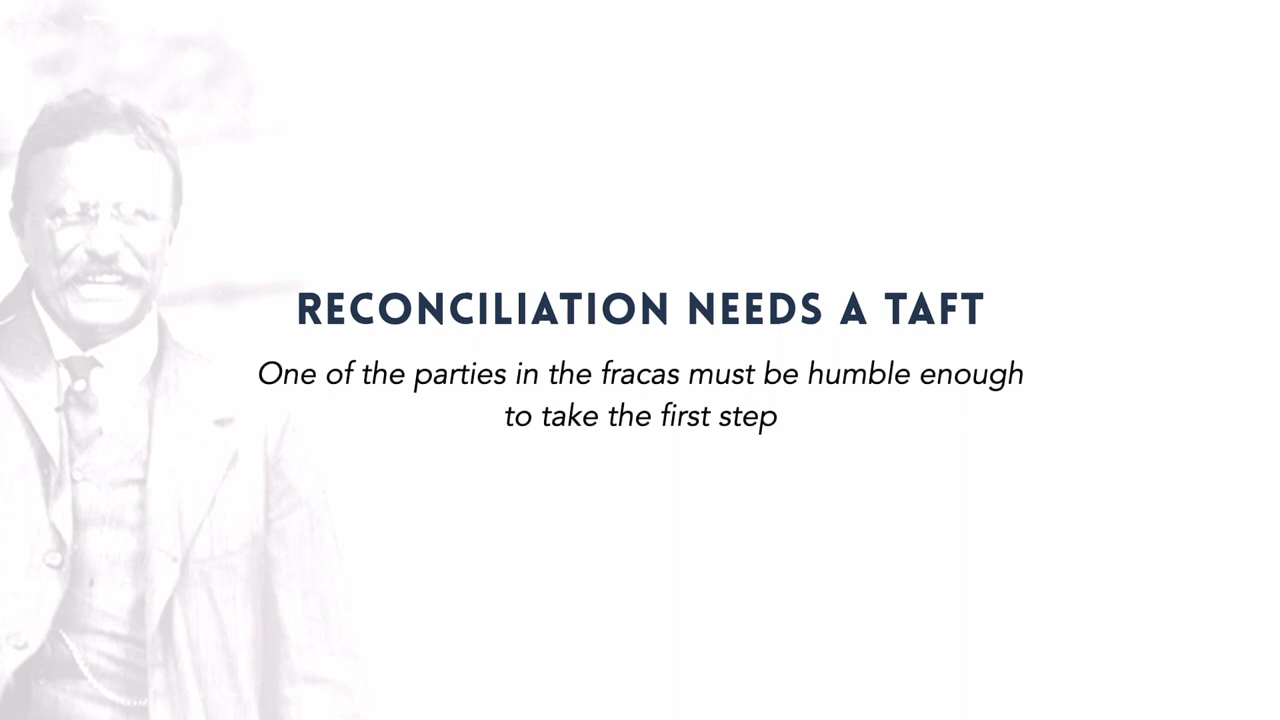 RECONCILIATION NEEDS A TAFT
One of the parties in the fracas must be humble enough
to take the first step